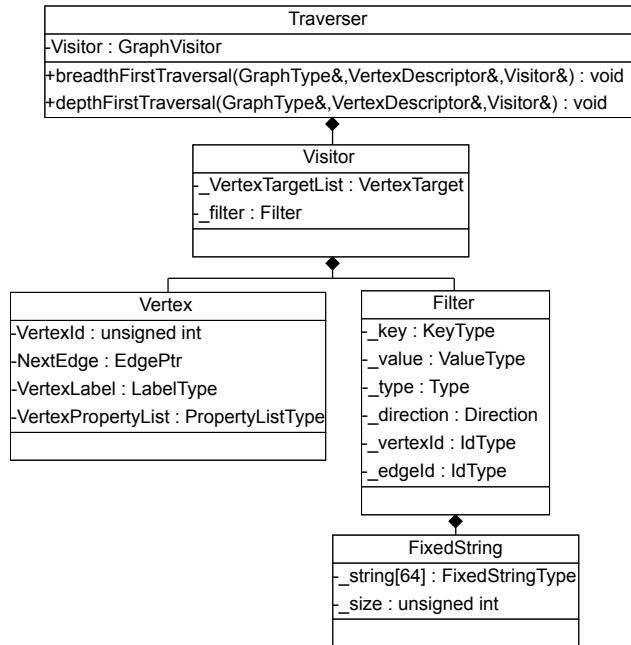 Traverser
-Visitor : GraphVisitor
+breadthFirstTraversal(GraphType&,VertexDescriptor&,Visitor&) : void
+depthFirstTraversal(GraphType&,VertexDescriptor&,Visitor&) : void
Visitor
-_VertexTargetList : VertexTarget
-_filter : Filter
Vertex
-VertexId : unsigned int
-NextEdge : EdgePtr
-VertexLabel : LabelType
-VertexPropertyList : PropertyListType
Filter
-_key : KeyType
-_value : ValueType
-_type : Type
-_direction : Direction
-_vertexId : IdType
-_edgeId : IdType
FixedString
-_string[64] : FixedStringType
-_size : unsigned int